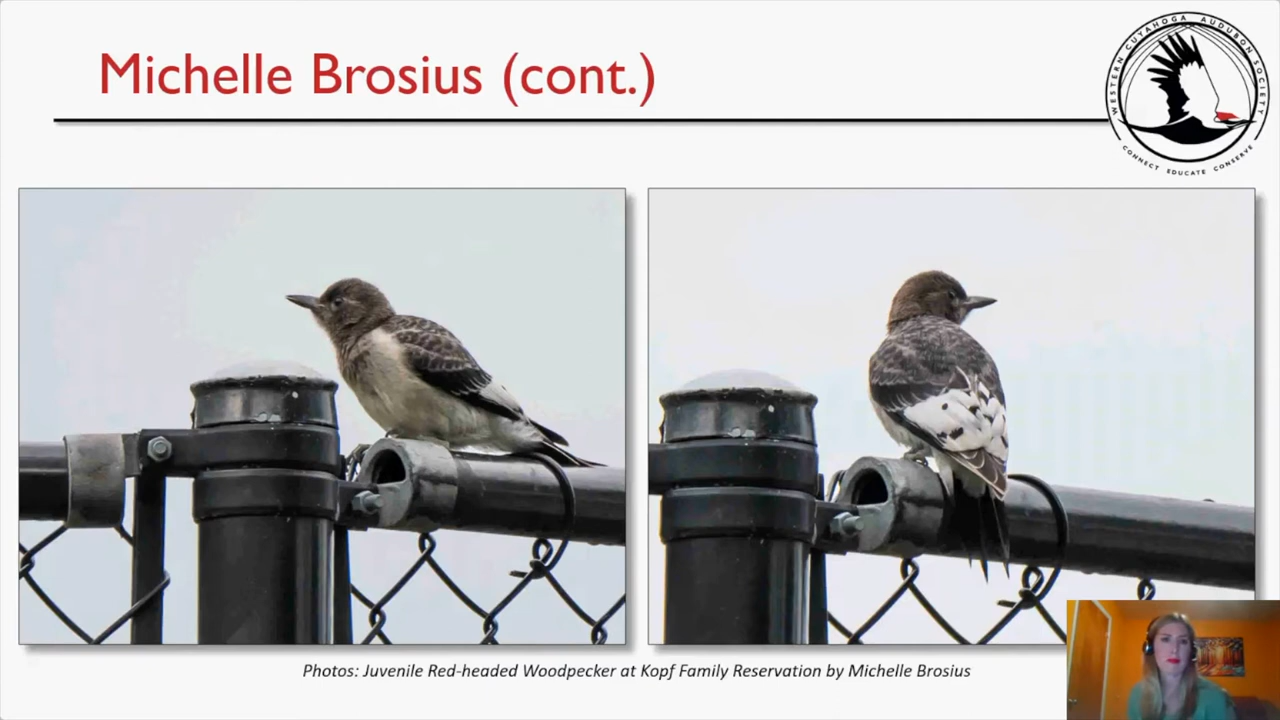 Michelle Brosius (cont.)
WESTERN CUYAHOGA AUDUBON SOCIETY
CONNECT EDUCATE CONSERVE
Photos: Juvenile Red-headed Woodpecker at Kopf Family Reservation by Michelle Brosius